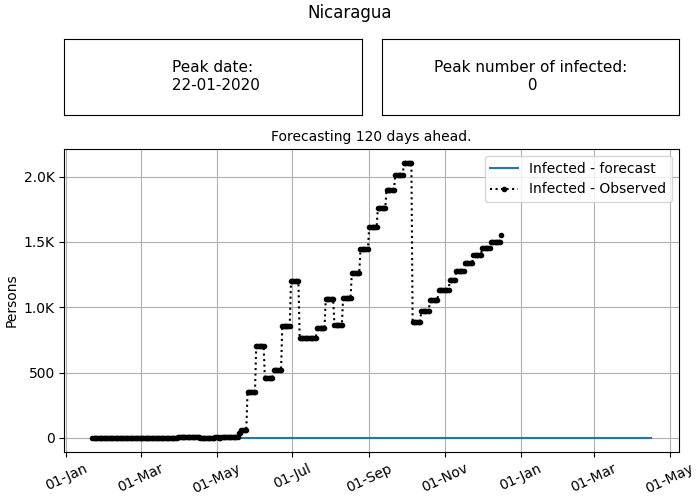 Nicaragua
Peak date:
22-01-2020
Peak number of infected:
0
Forecasting 120 days ahead.
Infected - forecast
Infected - Observed
Persons
2.0K
1.5K
1.0K
500
0
01-Jan
01-Mar
01-May
01-Jul
01-Sep
01-Nov
01-Jan
01-Mar
01-May